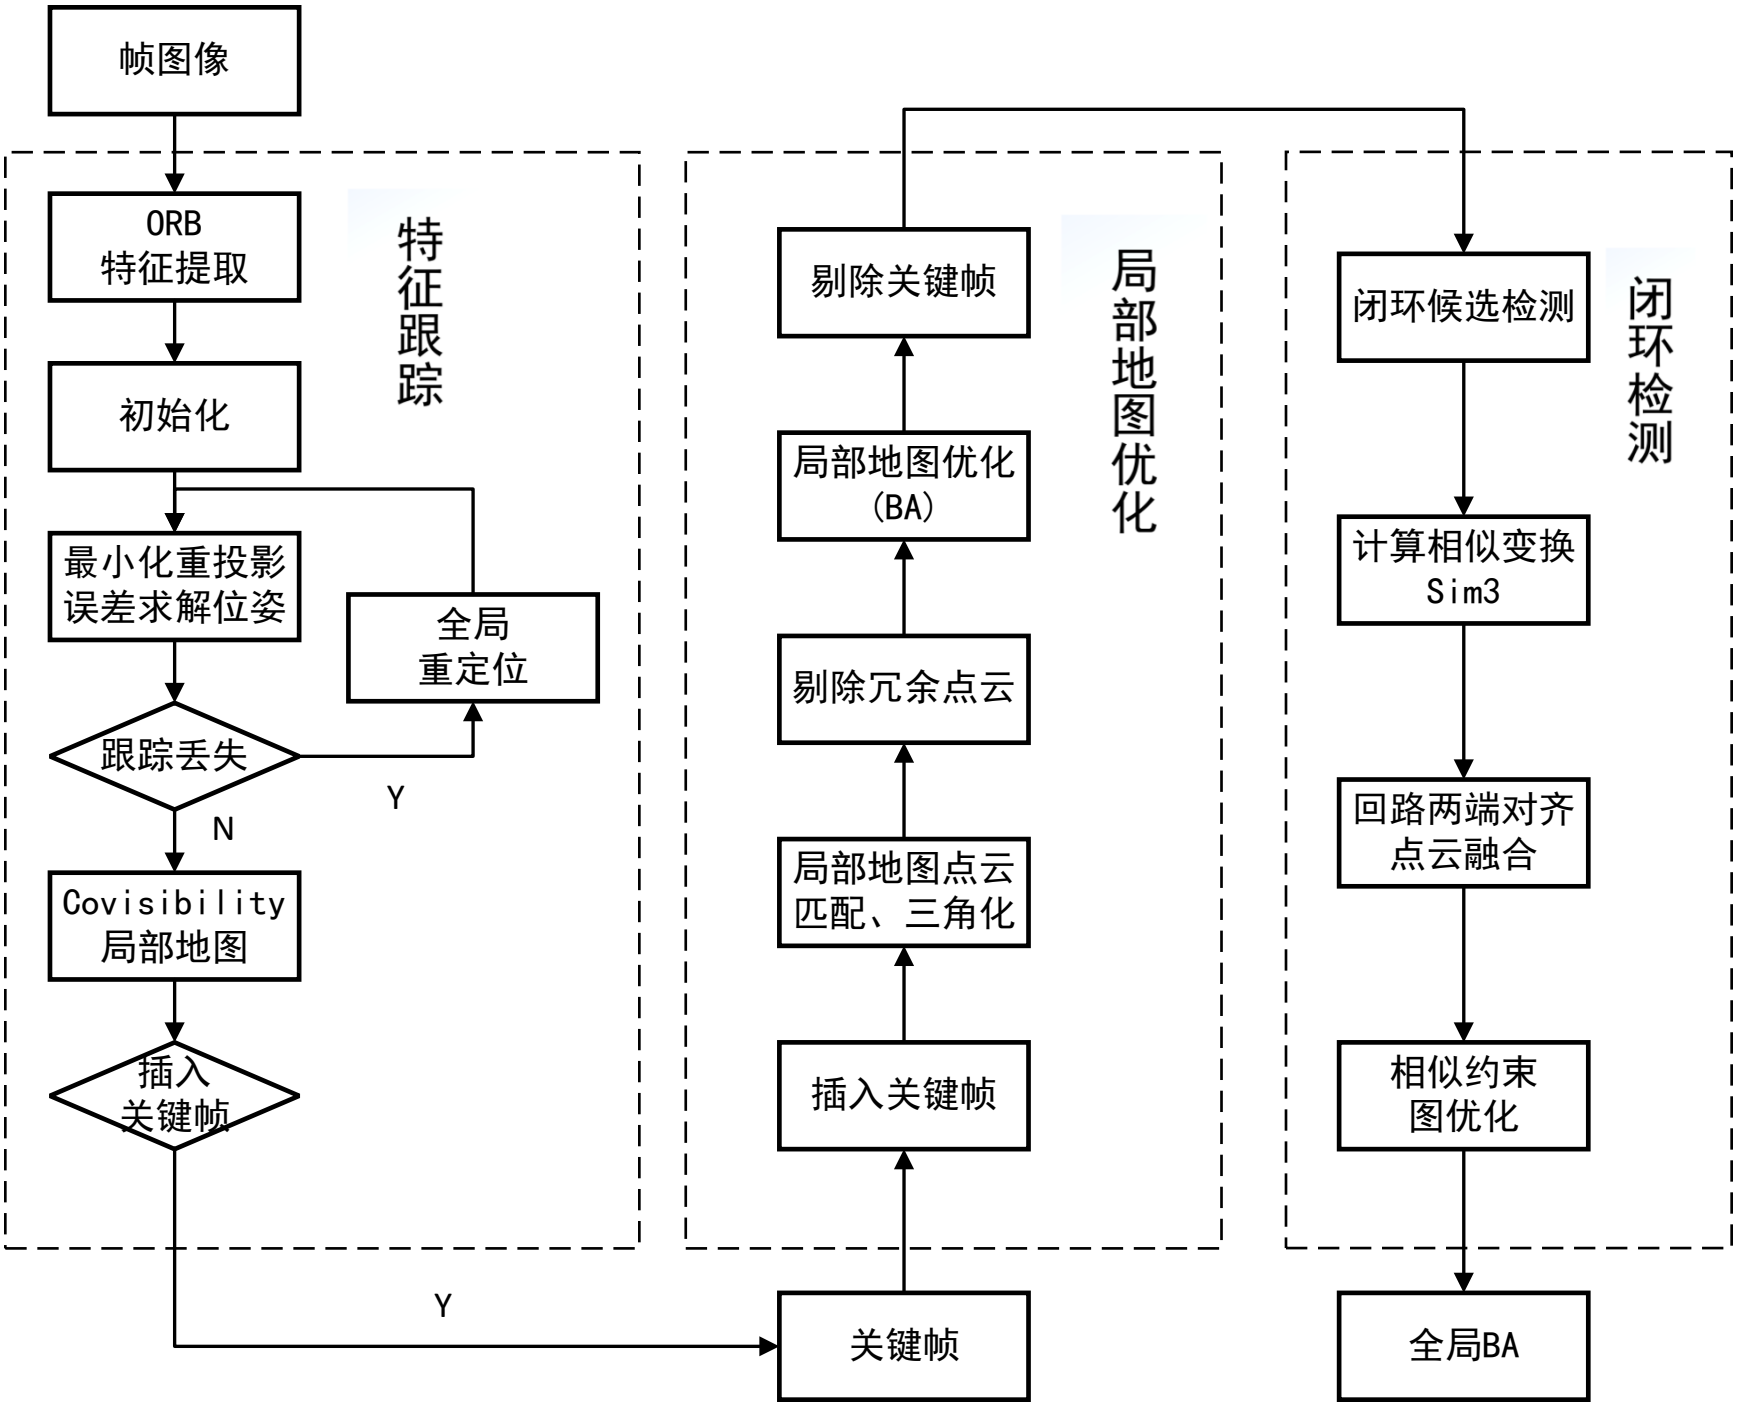 帧图像
ORB
特征提取
初始化
最小化重投影
误差求解位姿
全局
重定位
跟踪丢失
Y
N
Covisibility
局部地图
插入
关键帧
Y
特征跟踪
关键帧
插入关键帧
局部地图点云
匹配、三角化
剔除冗余点云
局部地图优化
(BA)
剔除关键帧
局部地图优化
闭环候选检测
计算相似变换
Sim3
回路两端对齐
点云融合
相似约束
图优化
全局BA
闭环检测